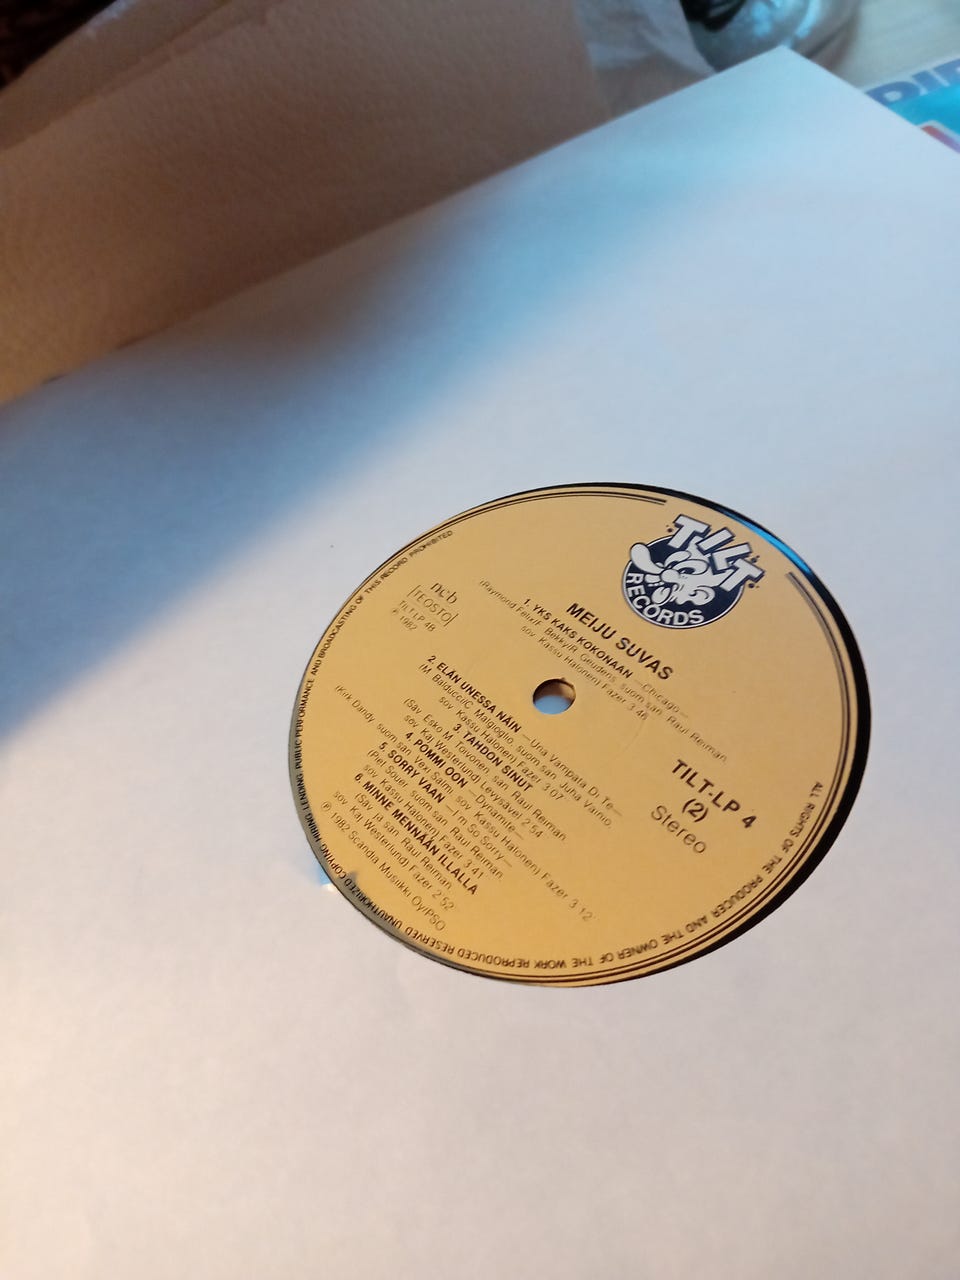 TILT
RECORDS
MEIJU SUVAS
ncb
TEOSTO
TILT LP 4B
℗ 1982
TILT-LP 4
(2)
Stereo
1. YKS KAKS KOKONAAN —Chicago—
(Raymond Felix/F. Bekky/R. Geudens, suom.san. Raul Reiman,
sov. Kassu Halonen) Fazer 3'46
2. ELÄN UNESSA NÄIN —Una Vampata Di Te—
(M. Balducci/C. Malgioglio, suom.san. Juha Vainio,
sov. Kassu Halonen) Fazer 3'07
3. TAHDON SINUT
(Säv. Esko M. Toivonen, san. Raul Reiman,
sov. Kaj Westerlund) Levysävel 2'54
4. POMMI OON —Dynamite—
(Kirk Dandy, suom.san. Vexi Salmi, sov. Kassu Halonen) Fazer 3'12
5. SORRY VAAN —I'm So Sorry—
(Piet Souer, suom.san. Raul Reiman,
sov. Kassu Halonen) Fazer 3'41
6. MINNE MENNÄÄN ILLALLA
(Säv. ja san. Raul Reiman,
sov. Kaj Westerlund) Fazer 2'52
℗ 1982 Scandia Musiikki Oy/PSO
ALL RIGHTS OF THE PRODUCER AND THE OWNER OF THE WORK REPRODUCED RESERVED UNAUTHORIZED COPYING, HIRING, LENDING, PUBLIC PERFORMANCE AND BROADCASTING OF THIS RECORD PROHIBITED